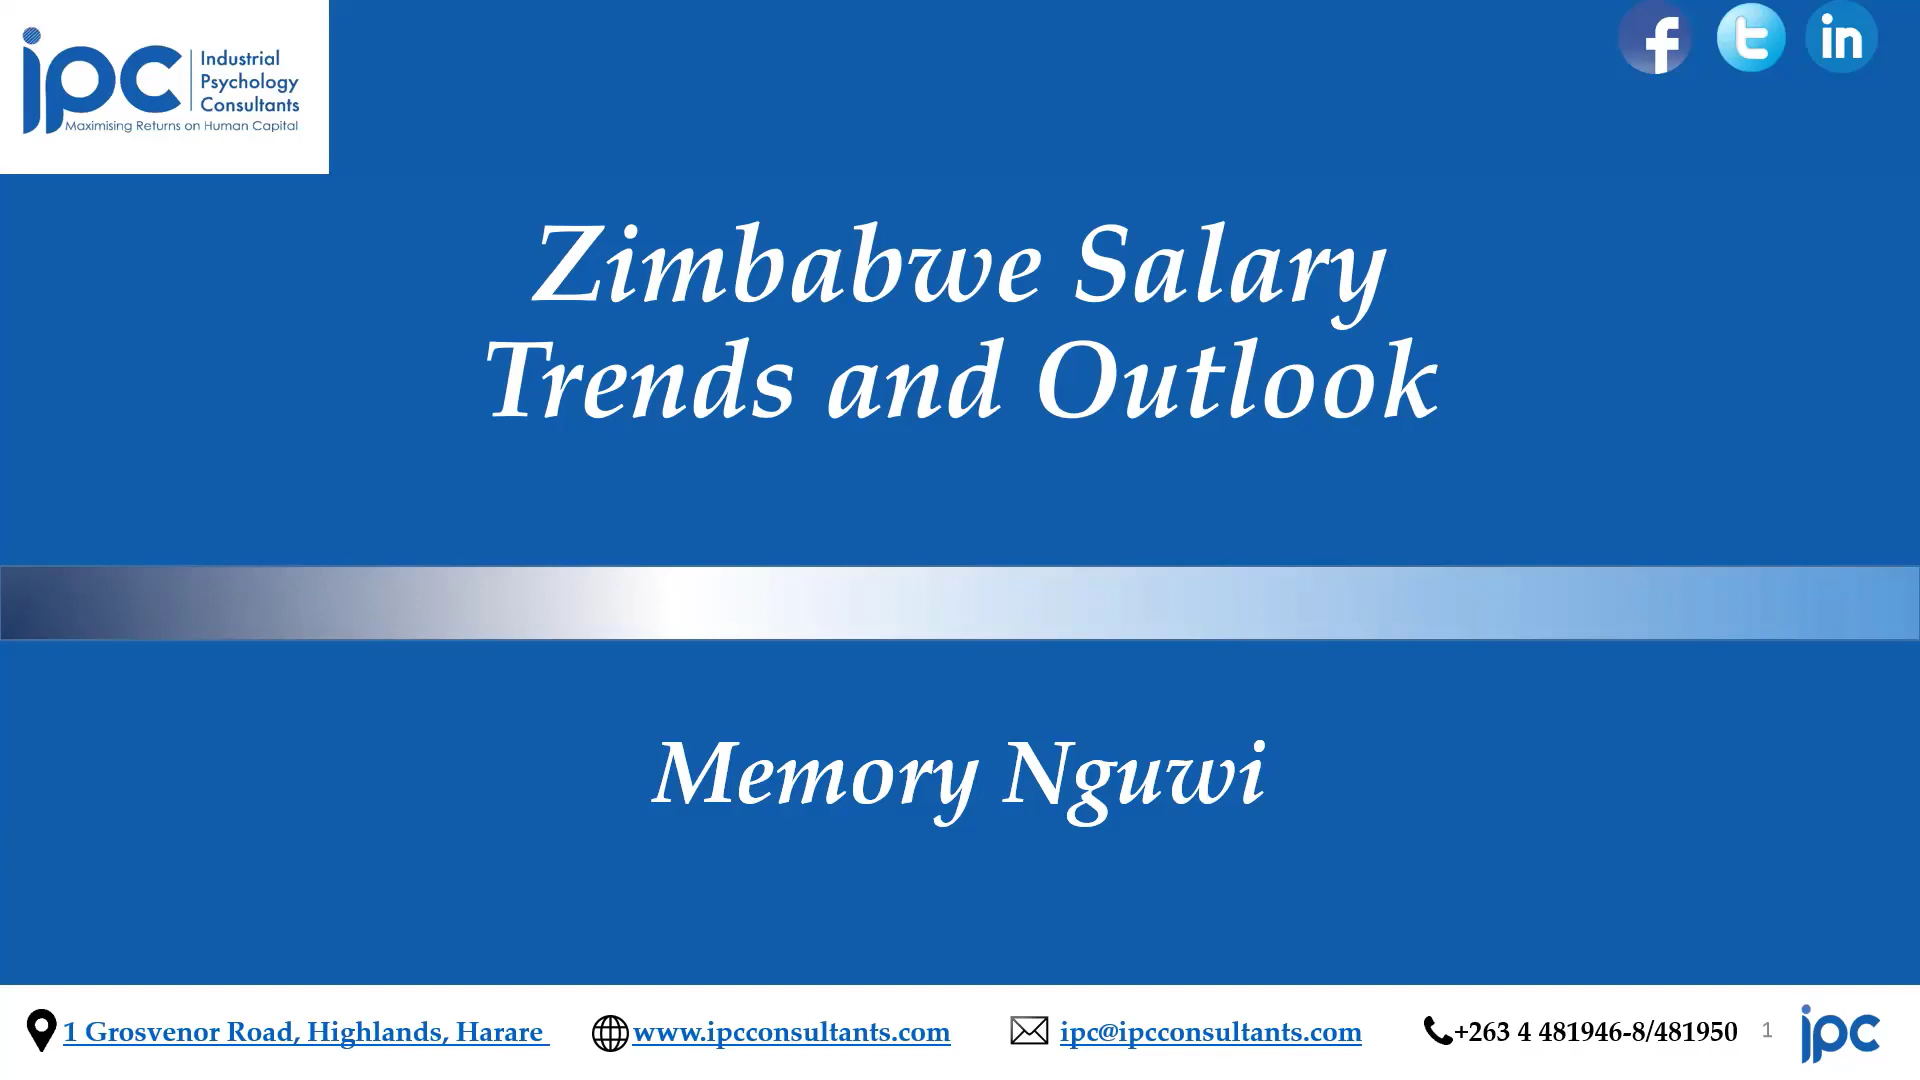 ipc
Industrial
Psychology
Consultants
Maximising Returns on Human Capital
f
t
in
Zimbabwe Salary
Trends and Outlook
Memory Nguwi
1 Grosvenor Road, Highlands, Harare
www.ipcconsultants.com
ipc@ipcconsultants.com
+263 4 481946-8/481950
1
ipc